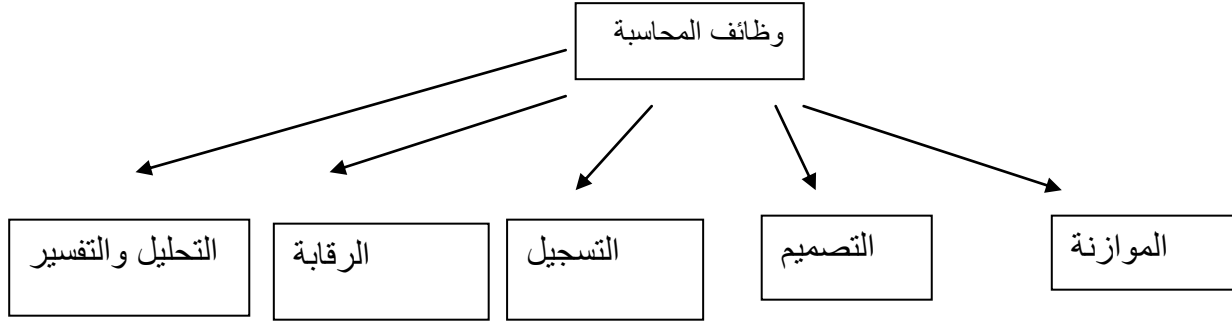 وظائف المحاسبة
الموازنة
التصميم
التسجيل
الرقابة
التحليل والتفسير